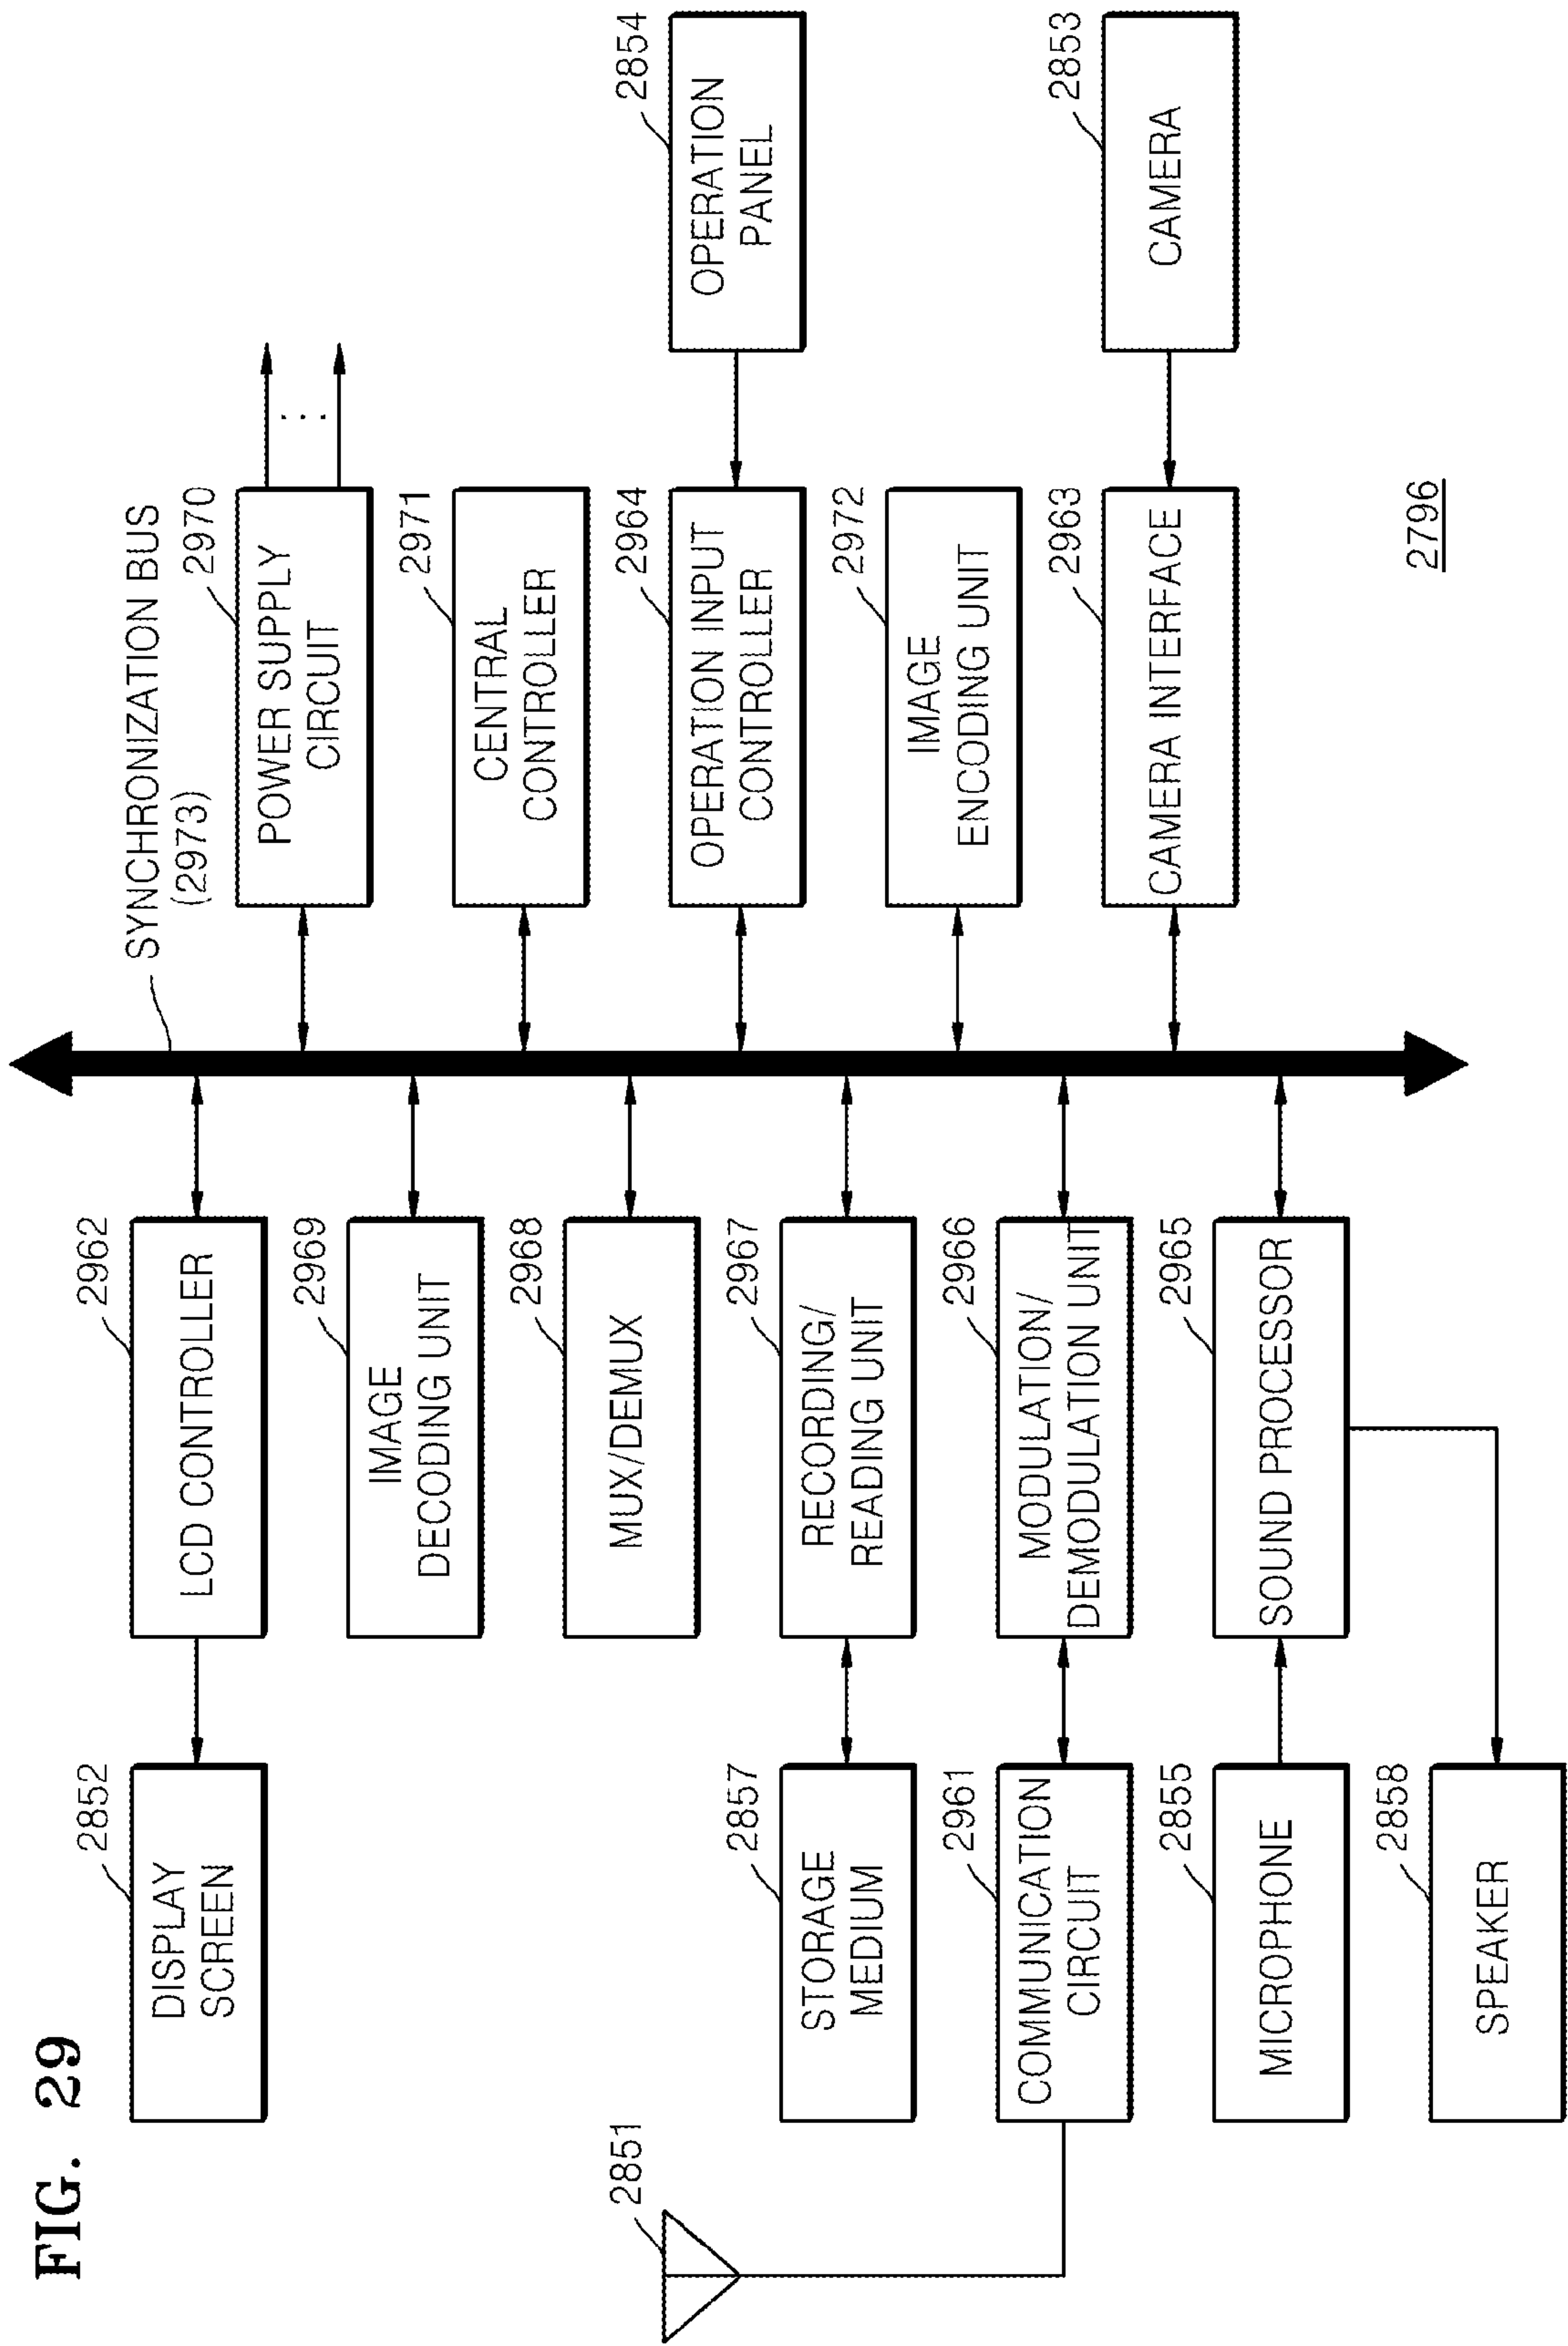 FIG. 29
2851
2852
DISPLAY
SCREEN
2962
LCD CONTROLLER
2969
IMAGE
DECODING UNIT
2968
MUX/DEMUX
2857
STORAGE
MEDIUM
2967
RECORDING/
READING UNIT
2961
COMMUNICATION
CIRCUIT
2966
MODULATION/
DEMODULATION UNIT
2855
MICROPHONE
2965
SOUND PROCESSOR
2858
SPEAKER
SYNCHRONIZATION BUS
(2973)
2970
POWER SUPPLY
CIRCUIT
...
2971
CENTRAL
CONTROLLER
2964
OPERATION INPUT
CONTROLLER
2854
OPERATION
PANEL
2972
IMAGE
ENCODING UNIT
2963
CAMERA INTERFACE
2853
CAMERA
2796